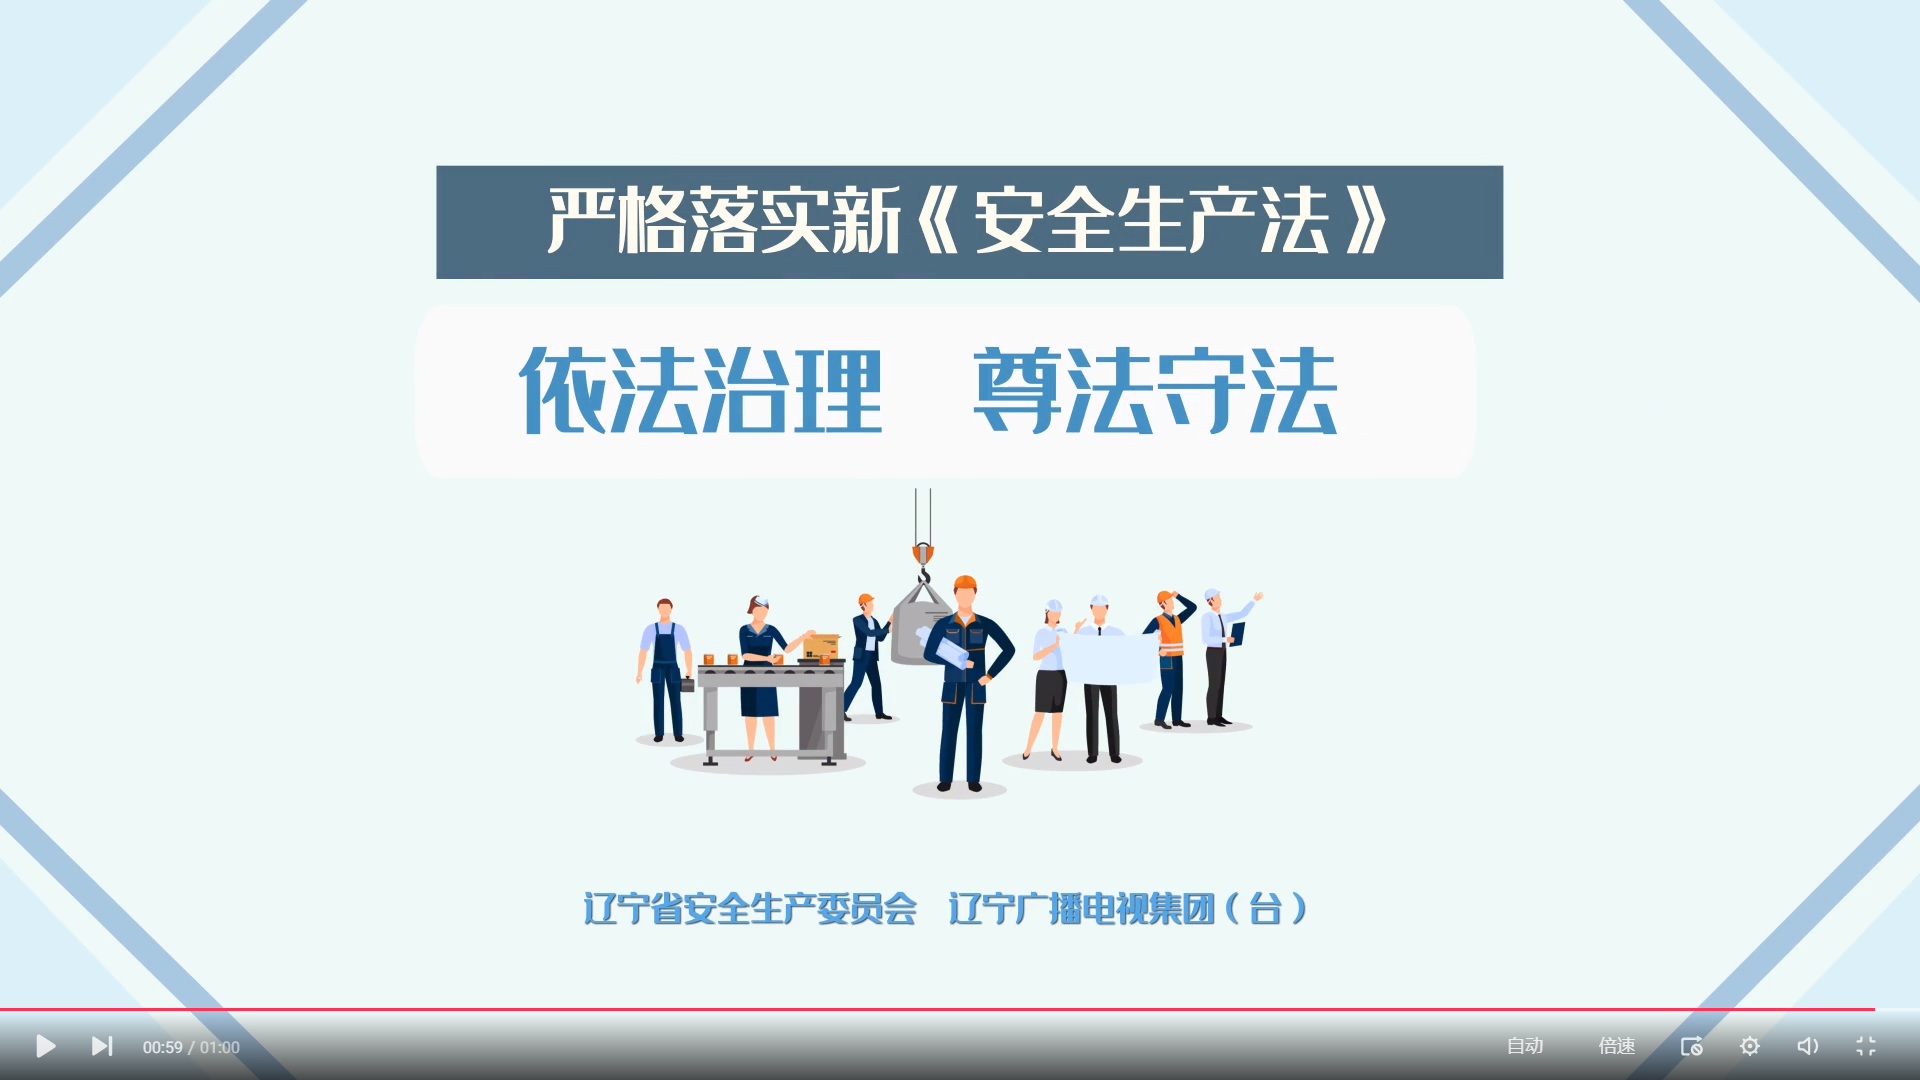 严格落实新《安全生产法》
依法治理 尊法守法
辽宁省安全生产委员会 辽宁广播电视集团（台）
00:59 / 01:00 自动 倍速